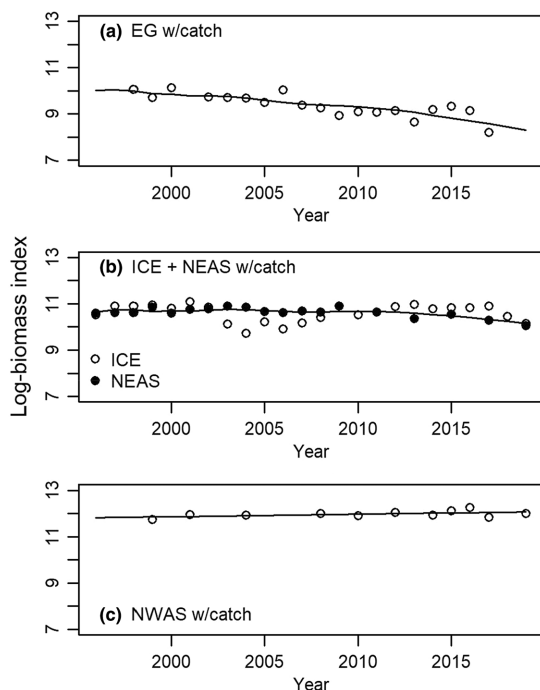 Log-biomass index
13
11
9
7
(a) EG w/catch
2000 2005 2010 2015
Year
13
11
9
7
(b) ICE + NEAS w/catch
ICE
NEAS
2000 2005 2010 2015
Year
13
11
9
7
(c) NWAS w/catch
2000 2005 2010 2015
Year